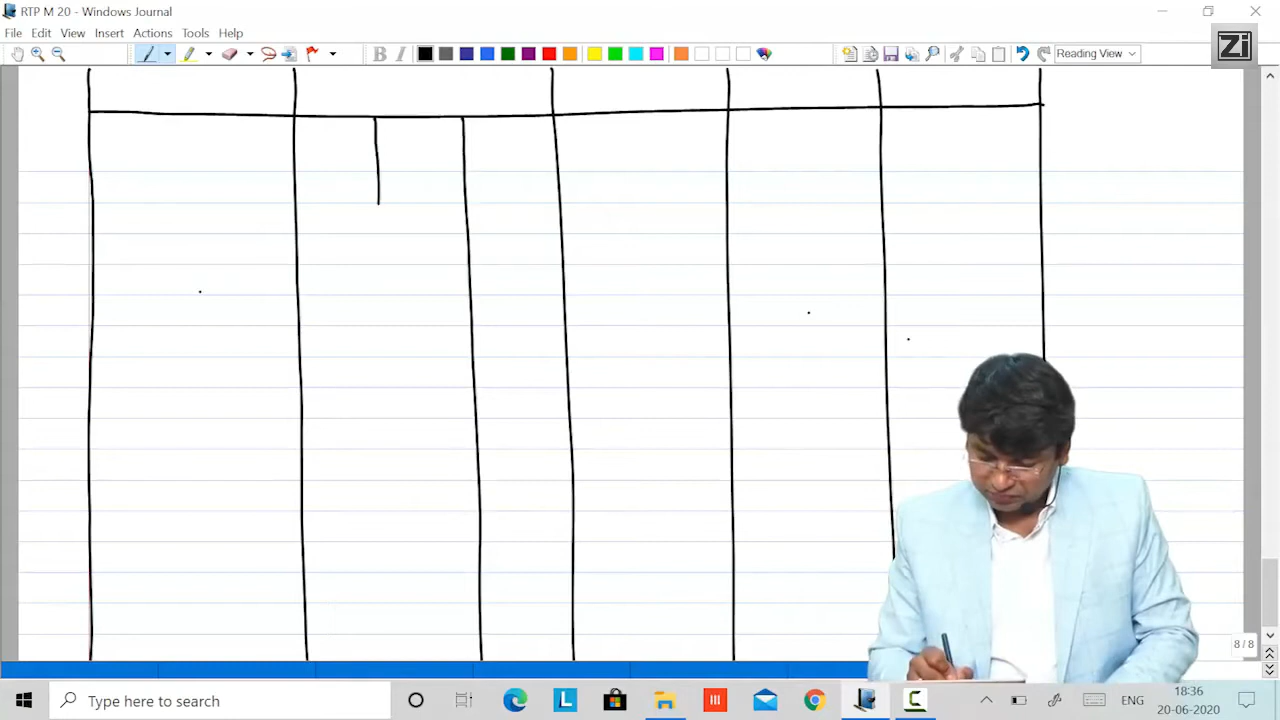 RTP M 20 - Windows Journal
File Edit View Insert Actions Tools Help
B I
Reading View
Zi
8 / 8
Type here to search
L
ENG
18:36
20-06-2020